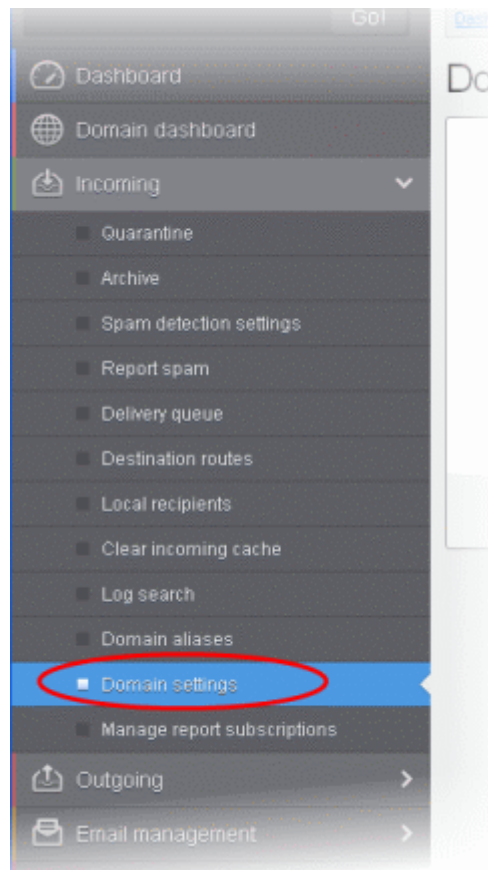 Go!
Dashboard
Do
Domain dashboard
Incoming
Quarantine
Archive
Spam detection settings
Report spam
Delivery queue
Destination routes
Local recipients
Clear incoming cache
Log search
Domain aliases
Domain settings
Manage report subscriptions
Outgoing
Email management